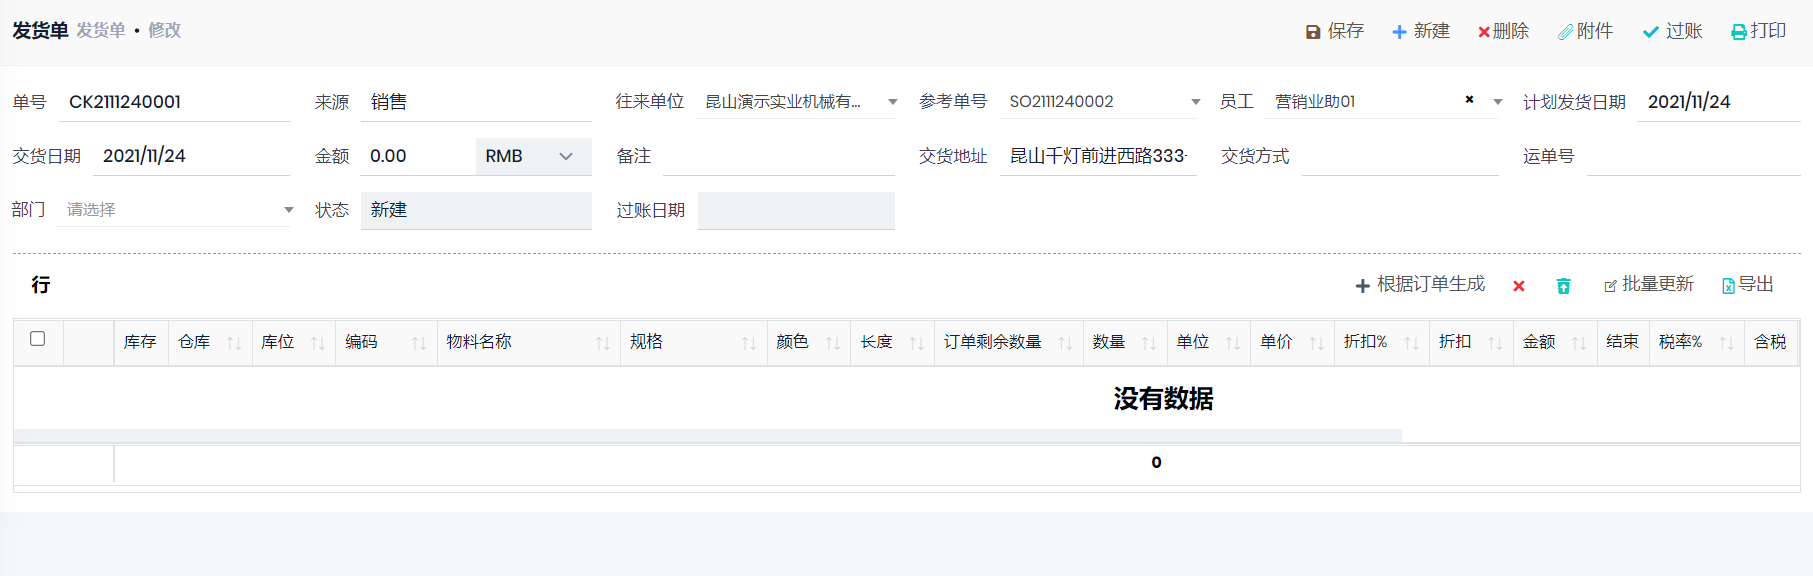 发货单 发货单 • 修改 保存 新建 删除 附件 过账 打印
单号 CK2111240001 来源 销售 往来单位 昆山演示实业机械有... 参考单号 SO2111240002 员工 营销业助01 计划发货日期 2021/11/24
交货日期 2021/11/24 金额 0.00 RMB 备注 交货地址 昆山千灯前进西路333 交货方式 运单号
部门 请选择 状态 新建 过账日期
行 根据订单生成 批量更新 导出
库存 仓库 库位 编码 物料名称 规格 颜色 长度 订单剩余数量 数量 单位 单价 折扣% 折扣 金额 结束 税率% 含税
没有数据
0